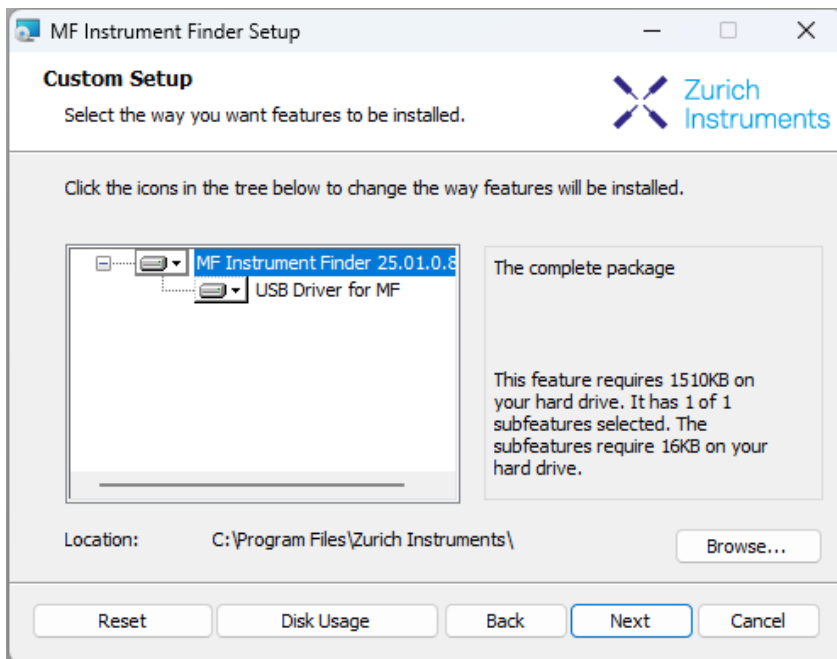 MF Instrument Finder Setup
Custom Setup
Select the way you want features to be installed.
Zurich
Instruments
Click the icons in the tree below to change the way features will be installed.
MF Instrument Finder 25.01.0.8
USB Driver for MF
The complete package
This feature requires 1510KB on
your hard drive. It has 1 of 1
subfeatures selected. The
subfeatures require 16KB on your
hard drive.
Location: C:\Program Files\Zurich Instruments\
Browse...
Reset Disk Usage Back Next Cancel